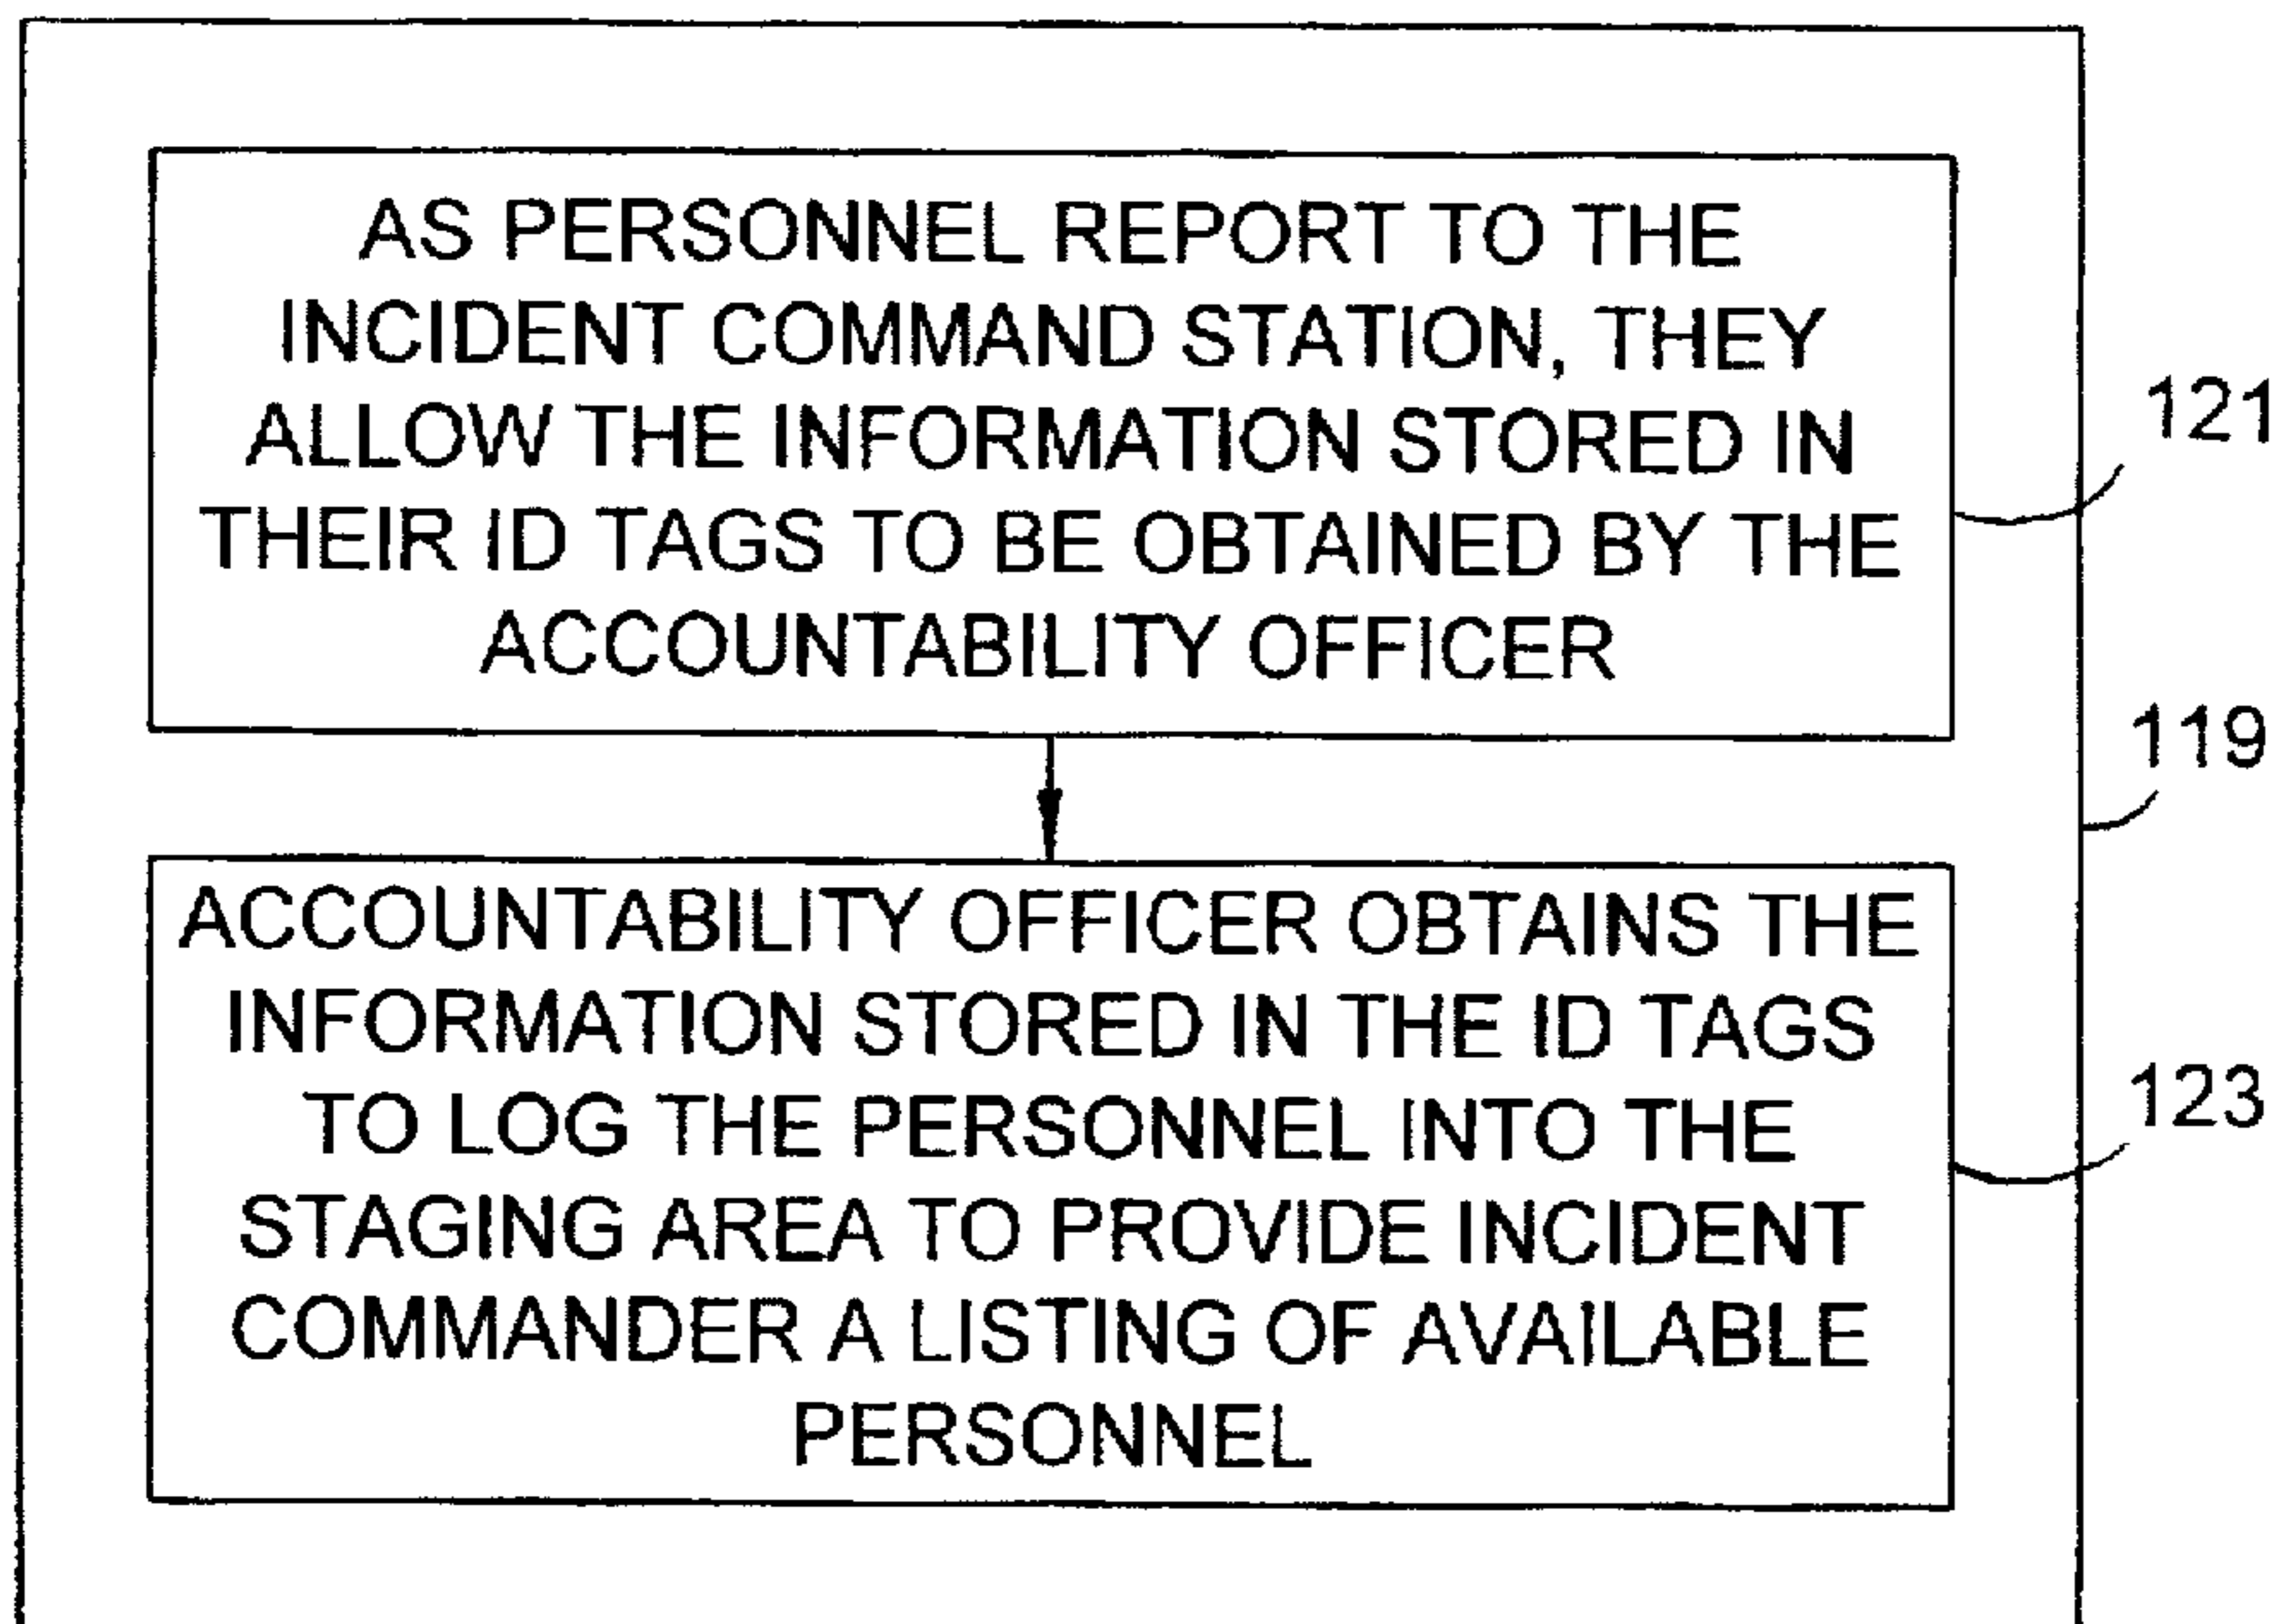 AS PERSONNEL REPORT TO THE
INCIDENT COMMAND STATION, THEY
ALLOW THE INFORMATION STORED IN
THEIR ID TAGS TO BE OBTAINED BY THE
ACCOUNTABILITY OFFICER
121
119
ACCOUNTABILITY OFFICER OBTAINS THE
INFORMATION STORED IN THE ID TAGS
TO LOG THE PERSONNEL INTO THE
STAGING AREA TO PROVIDE INCIDENT
COMMANDER A LISTING OF AVAILABLE
PERSONNEL
123